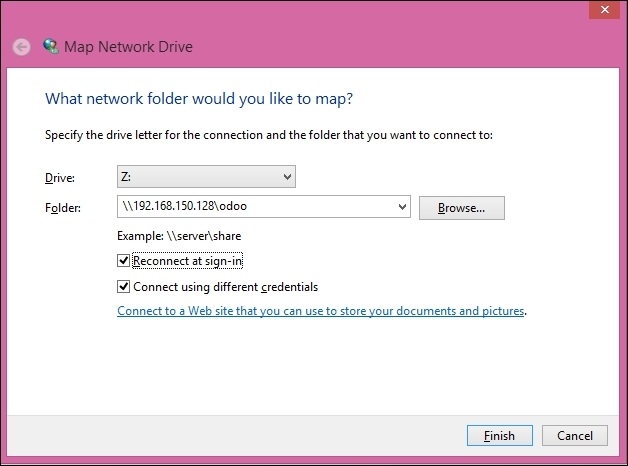 Map Network Drive
What network folder would you like to map?
Specify the drive letter for the connection and the folder that you want to connect to:
Drive: Z:
Folder: \\192.168.150.128\odoo Browse...
Example: \\server\share
Reconnect at sign-in
Connect using different credentials
Connect to a Web site that you can use to store your documents and pictures.
Finish Cancel